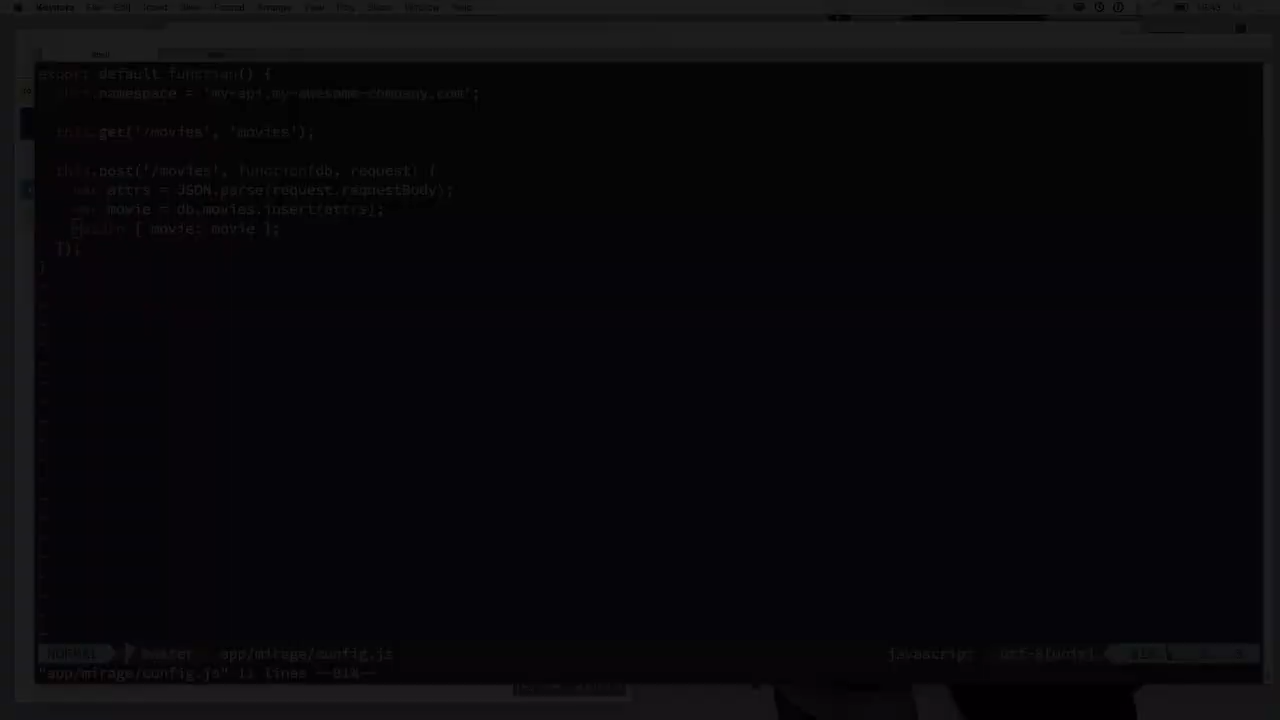 export default function() {
this.namespace = 'my-api.my-awesome-company.com';
this.get('/movies', 'movies');
this.post('/movies', function(db, request) {
var attrs = JSON.parse(request.requestBody);
var movie = db.movies.insert(attrs);
return { movie: movie };
});
}
NORMAL master app/mirage/config.js javascript utf-8[unix]
"app/mirage/config.js" 11 lines --81%--